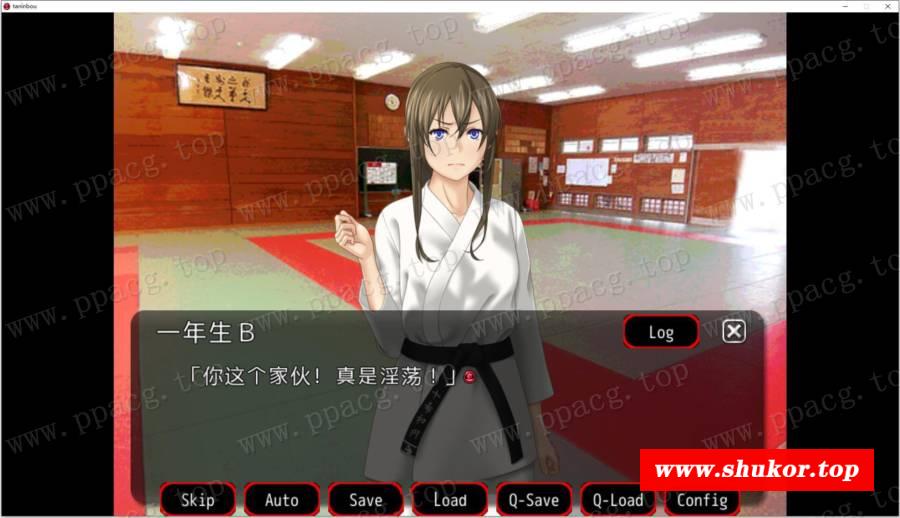 taninbou
一年生B
Log
「你这个家伙！真是淫荡！」
Skip Auto Save Load Q-Save Q-Load Config
www.shukor.top
www.ppacg.top